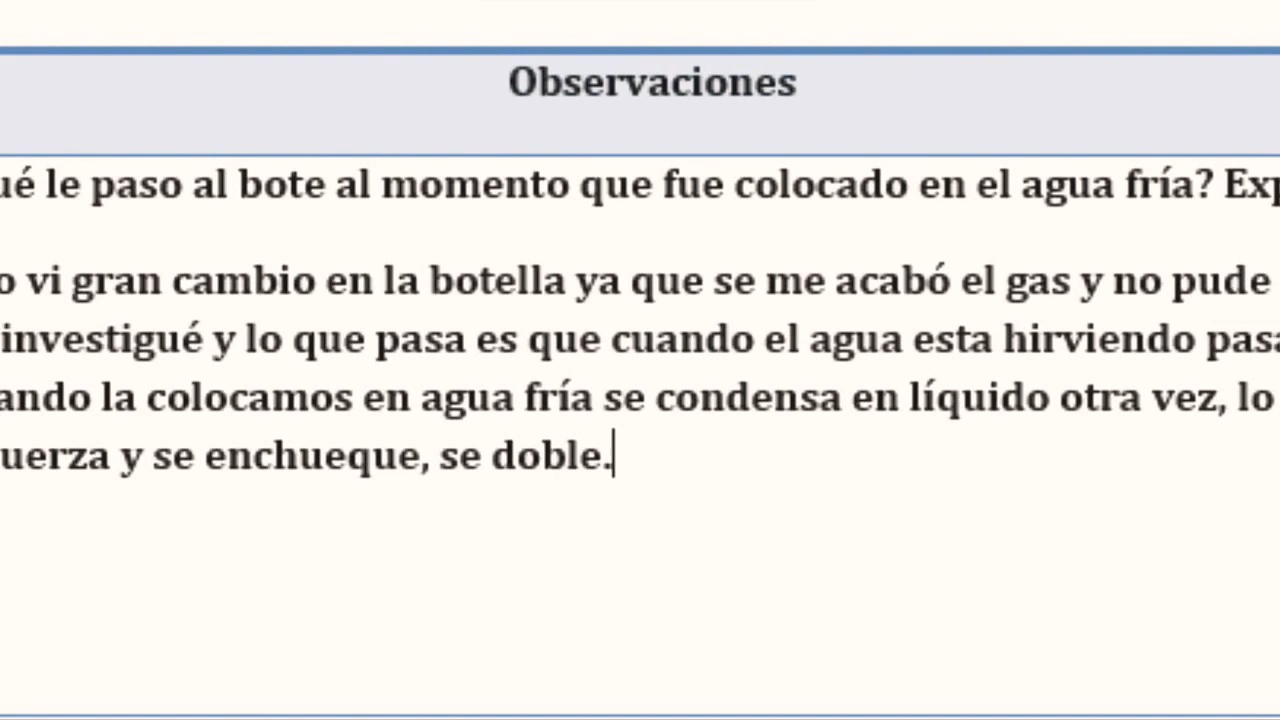 Observaciones
ué le paso al bote al momento que fue colocado en el agua fría? Exp
o vi gran cambio en la botella ya que se me acabó el gas y no pude
investigué y lo que pasa es que cuando el agua esta hirviendo pasa
ando la colocamos en agua fría se condensa en líquido otra vez, lo
uerza y se enchueque, se doble.